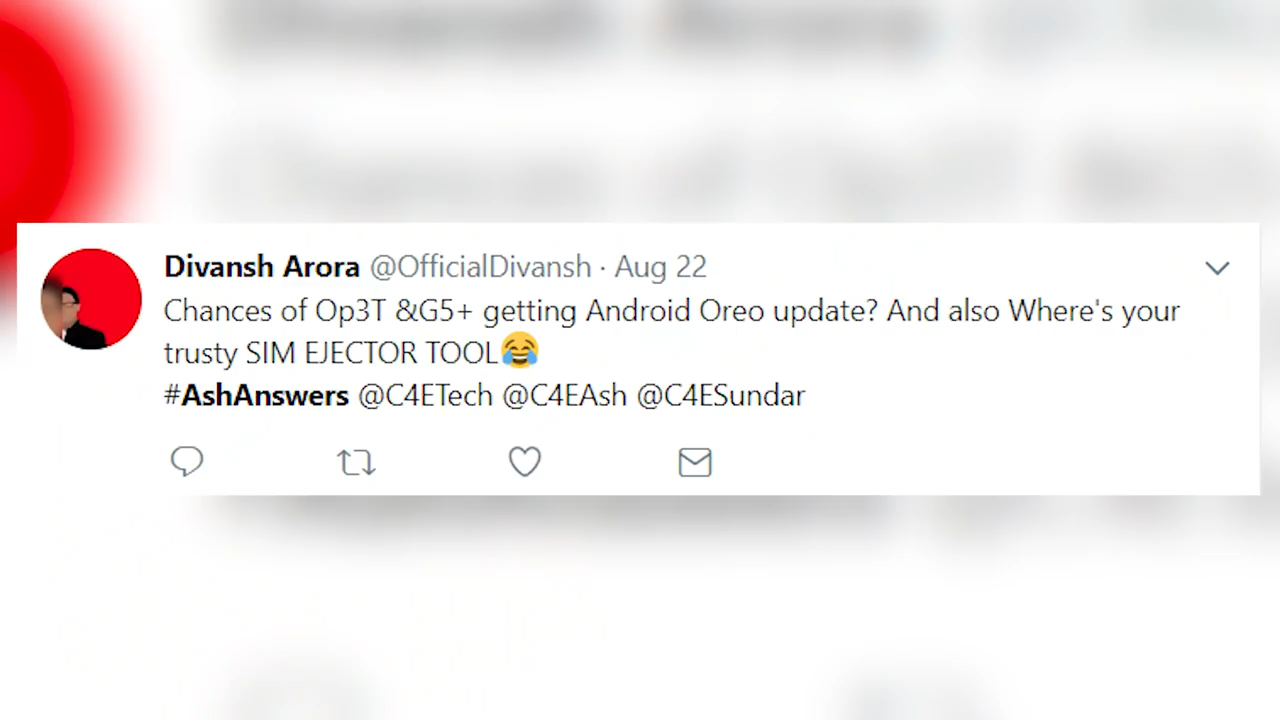 Divansh Arora @OfficialDivansh · Aug 22
Chances of Op3T &G5+ getting Android Oreo update? And also Where's your
trusty SIM EJECTOR TOOL😂
#AshAnswers @C4ETech @C4EAsh @C4ESundar